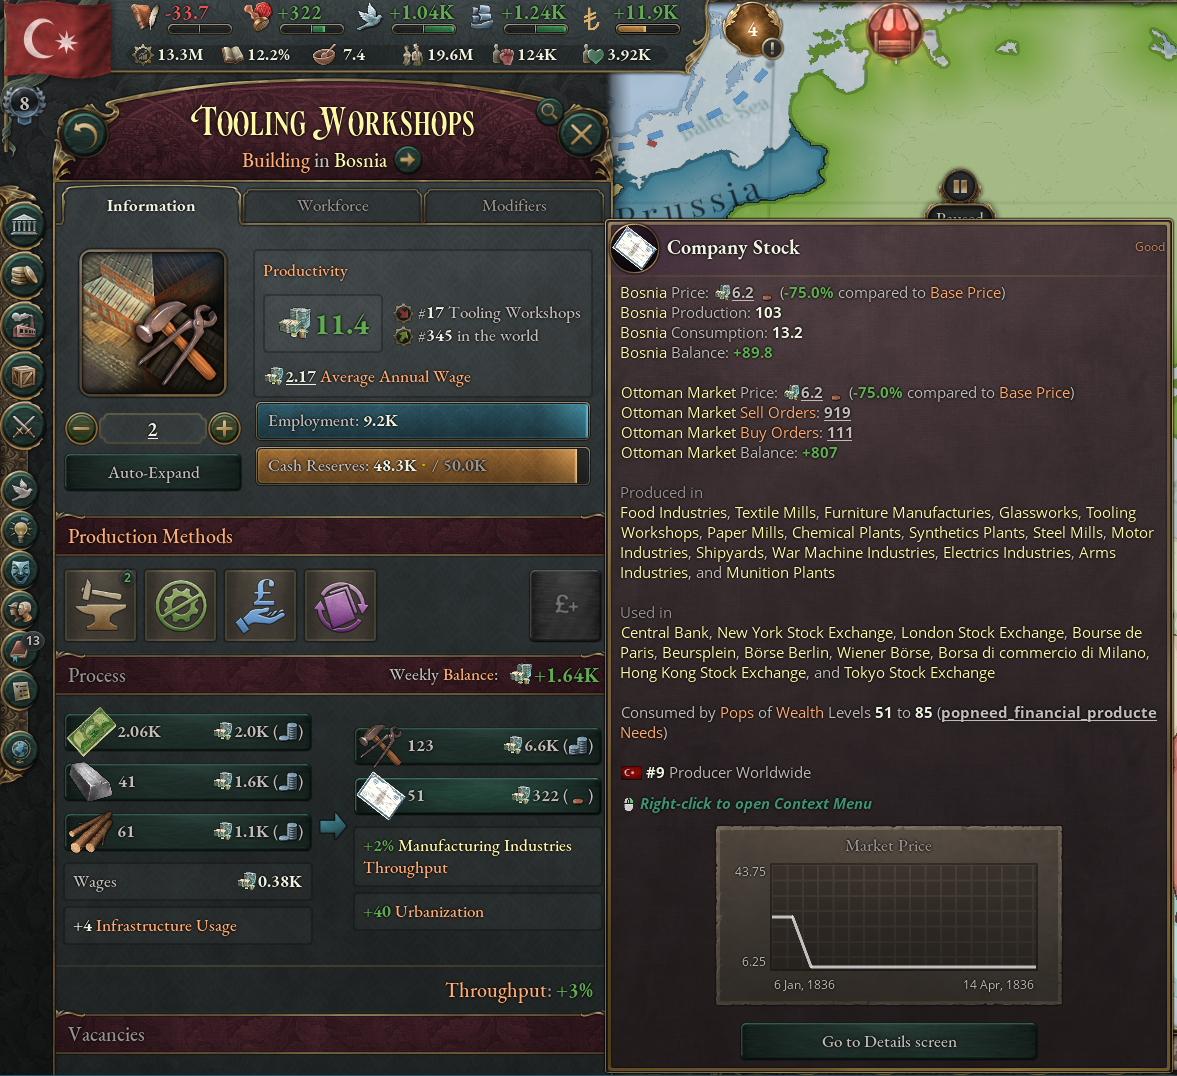 -33.7 +322 +1.04K +1.24K +11.9K
13.3M 12.2% 7.4 19.6M 124K 3.92K
4
8
Tooling Workshops
Building in Bosnia
Baltic Sea
Prussia
Paused
Information Workforce Modifiers
Productivity
11.4
#17 Tooling Workshops
#345 in the world
2.17 Average Annual Wage
2
Employment: 9.2K
Auto-Expand
Cash Reserves: 48.3K / 50.0K
Production Methods
2
£
£+
13
Process
Weekly Balance: +1.64K
2.06K 2.0K ( )
41 1.6K ( )
61 1.1K ( )
Wages 0.38K
+4 Infrastructure Usage
123 6.6K ( )
51 322 ( )
+2% Manufacturing Industries
Throughput
+40 Urbanization
Throughput: +3%
Vacancies
Company Stock
Good
Bosnia Price: 6.2 (-75.0% compared to Base Price)
Bosnia Production: 103
Bosnia Consumption: 13.2
Bosnia Balance: +89.8
Ottoman Market Price: 6.2 (-75.0% compared to Base Price)
Ottoman Market Sell Orders: 919
Ottoman Market Buy Orders: 111
Ottoman Market Balance: +807
Produced in
Food Industries, Textile Mills, Furniture Manufacturies, Glassworks, Tooling
Workshops, Paper Mills, Chemical Plants, Synthetics Plants, Steel Mills, Motor
Industries, Shipyards, War Machine Industries, Electrics Industries, Arms
Industries, and Munition Plants
Used in
Central Bank, New York Stock Exchange, London Stock Exchange, Bourse de
Paris, Beursplein, Börse Berlin, Wiener Börse, Borsa di commercio di Milano,
Hong Kong Stock Exchange, and Tokyo Stock Exchange
Consumed by Pops of Wealth Levels 51 to 85 (popneed_financial_producte
Needs)
#9 Producer Worldwide
Right-click to open Context Menu
Market Price
43.75
6.25
6 Jan, 1836 14 Apr, 1836
Go to Details screen